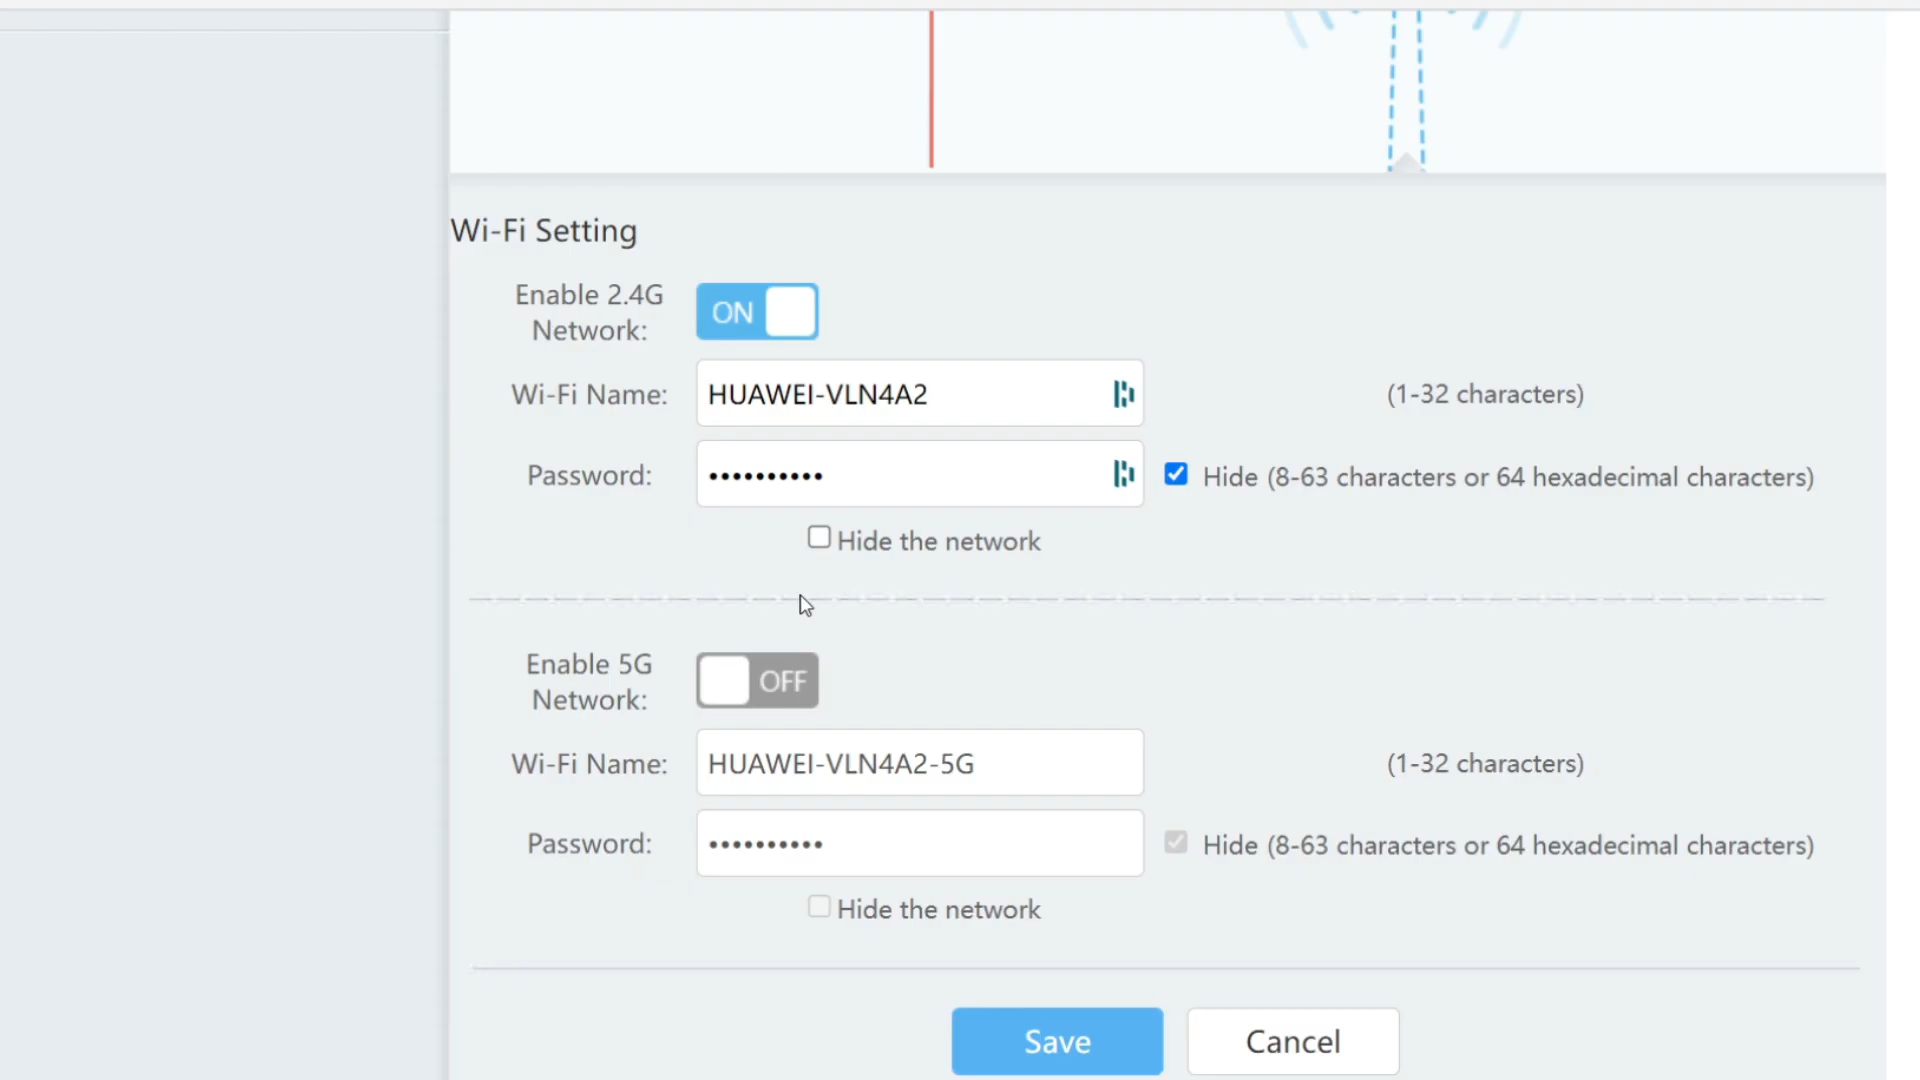 Wi-Fi Setting
Enable 2.4G
Network:
ON
Wi-Fi Name:
HUAWEI-VLN4A2
(1-32 characters)
Password:
••••••••••
Hide (8-63 characters or 64 hexadecimal characters)
Hide the network
Enable 5G
Network:
OFF
Wi-Fi Name:
HUAWEI-VLN4A2-5G
(1-32 characters)
Password:
••••••••••
Hide (8-63 characters or 64 hexadecimal characters)
Hide the network
Save
Cancel